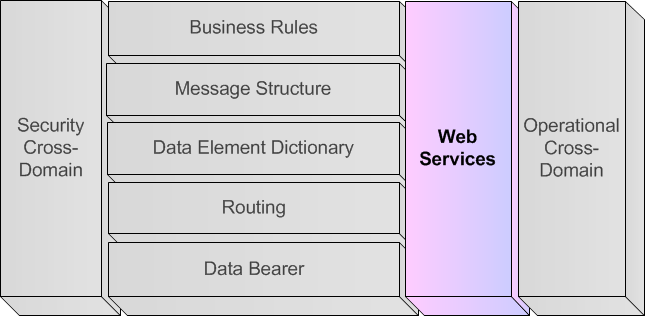 Security
Cross-
Domain
Business Rules
Message Structure
Data Element Dictionary
Routing
Data Bearer
Web
Services
Operational
Cross-
Domain